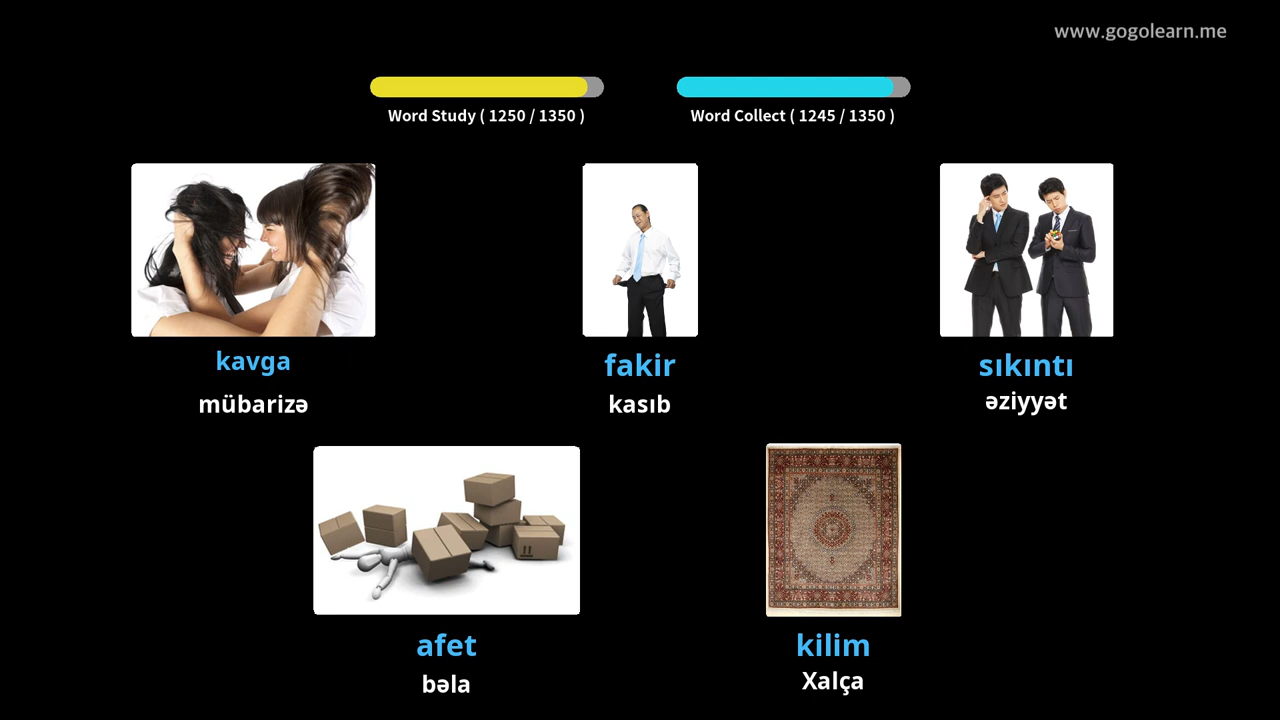 www.gogolearn.me
Word Study ( 1250 / 1350 )
Word Collect ( 1245 / 1350 )
kavga
mübarizə
fakir
kasıb
sıkıntı
əziyyət
afet
bəla
kilim
Xalça